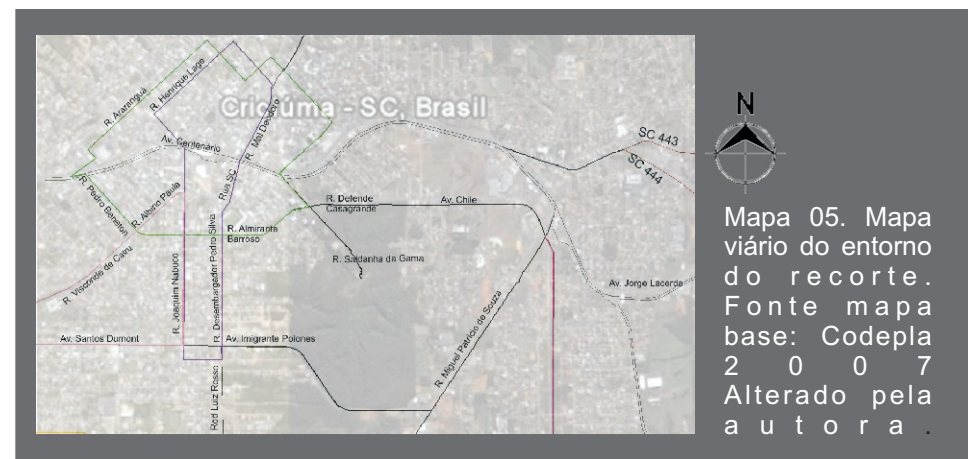 R. Henrique Lage
R. Araranguá
Criciúma - SC, Brasil
R. Mal Deodoro
Av. Centenário
SC 443
SC 444
R. Pedro Beneton
R. Albino Paula
Rua SC
R. Defende
Casagrande
Av. Chile
R. Almirante
Barroso
R. Saldanha da Gama
R. Visconde de Cairu
R. Joaquim Nabuco
R. Desembargador Pedro Silva
Av. Jorge Lacerda
R. Miguel Patricio de Souza
Av. Santos Dumont
Av. Imigrante Polones
Rod Luiz Rosso
N
Mapa 05. Mapa
viário do entorno
do recorte.
Fonte mapa
base: Codepla
2007
Alterado pela
autora.